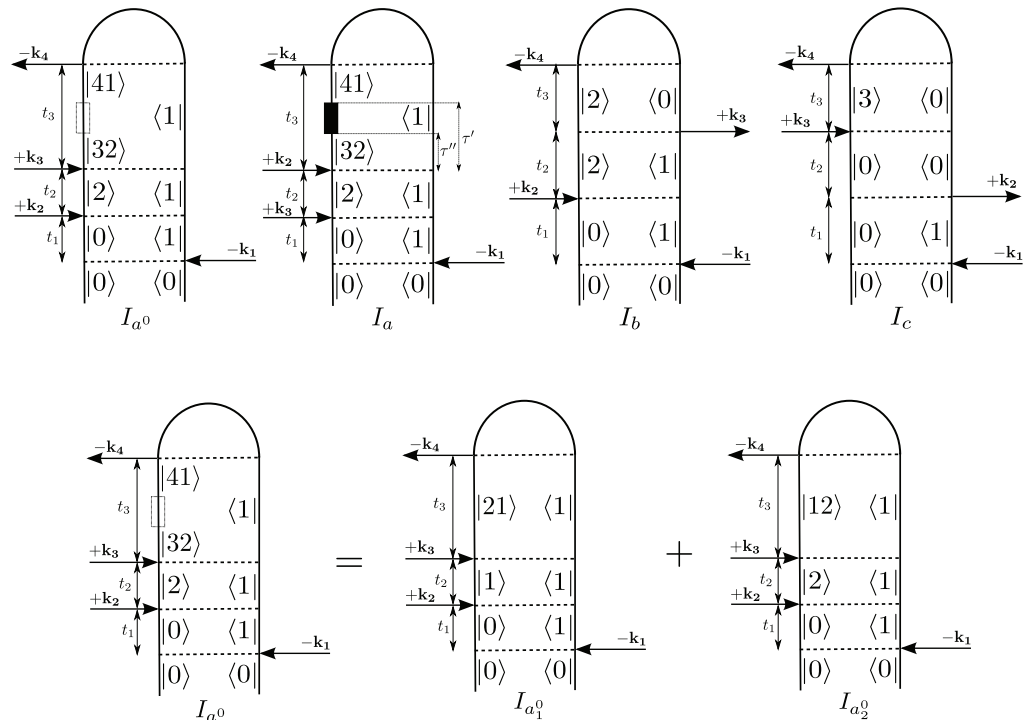 −k₄
|41⟩
t₃ ⟨1|
|32⟩
+k₃
t₂ |2⟩ ⟨1|
+k₂
t₁ |0⟩ ⟨1|
−k₁
|0⟩ ⟨0|
I_{a⁰}
−k₄
|41⟩
t₃ ⟨1| τ′
|32⟩ τ″
+k₂
t₂ |2⟩ ⟨1|
+k₃
t₁ |0⟩ ⟨1|
−k₁
|0⟩ ⟨0|
I_a
−k₄
t₃ |2⟩ ⟨0|
+k₃
t₂ |2⟩ ⟨1|
+k₂
t₁ |0⟩ ⟨1|
−k₁
|0⟩ ⟨0|
I_b
−k₄
t₃ |3⟩ ⟨0|
+k₃
t₂ |0⟩ ⟨0|
+k₂
t₁ |0⟩ ⟨1|
−k₁
|0⟩ ⟨0|
I_c
−k₄
|41⟩
t₃ ⟨1|
|32⟩
+k₃
t₂ |2⟩ ⟨1|
+k₂
t₁ |0⟩ ⟨1|
−k₁
|0⟩ ⟨0|
I_{a⁰}
=
−k₄
t₃ |21⟩ ⟨1|
+k₃
t₂ |1⟩ ⟨1|
+k₂
t₁ |0⟩ ⟨1|
−k₁
|0⟩ ⟨0|
I_{a₁⁰}
+
−k₄
t₃ |12⟩ ⟨1|
+k₃
t₂ |2⟩ ⟨1|
+k₂
t₁ |0⟩ ⟨1|
−k₁
|0⟩ ⟨0|
I_{a₂⁰}